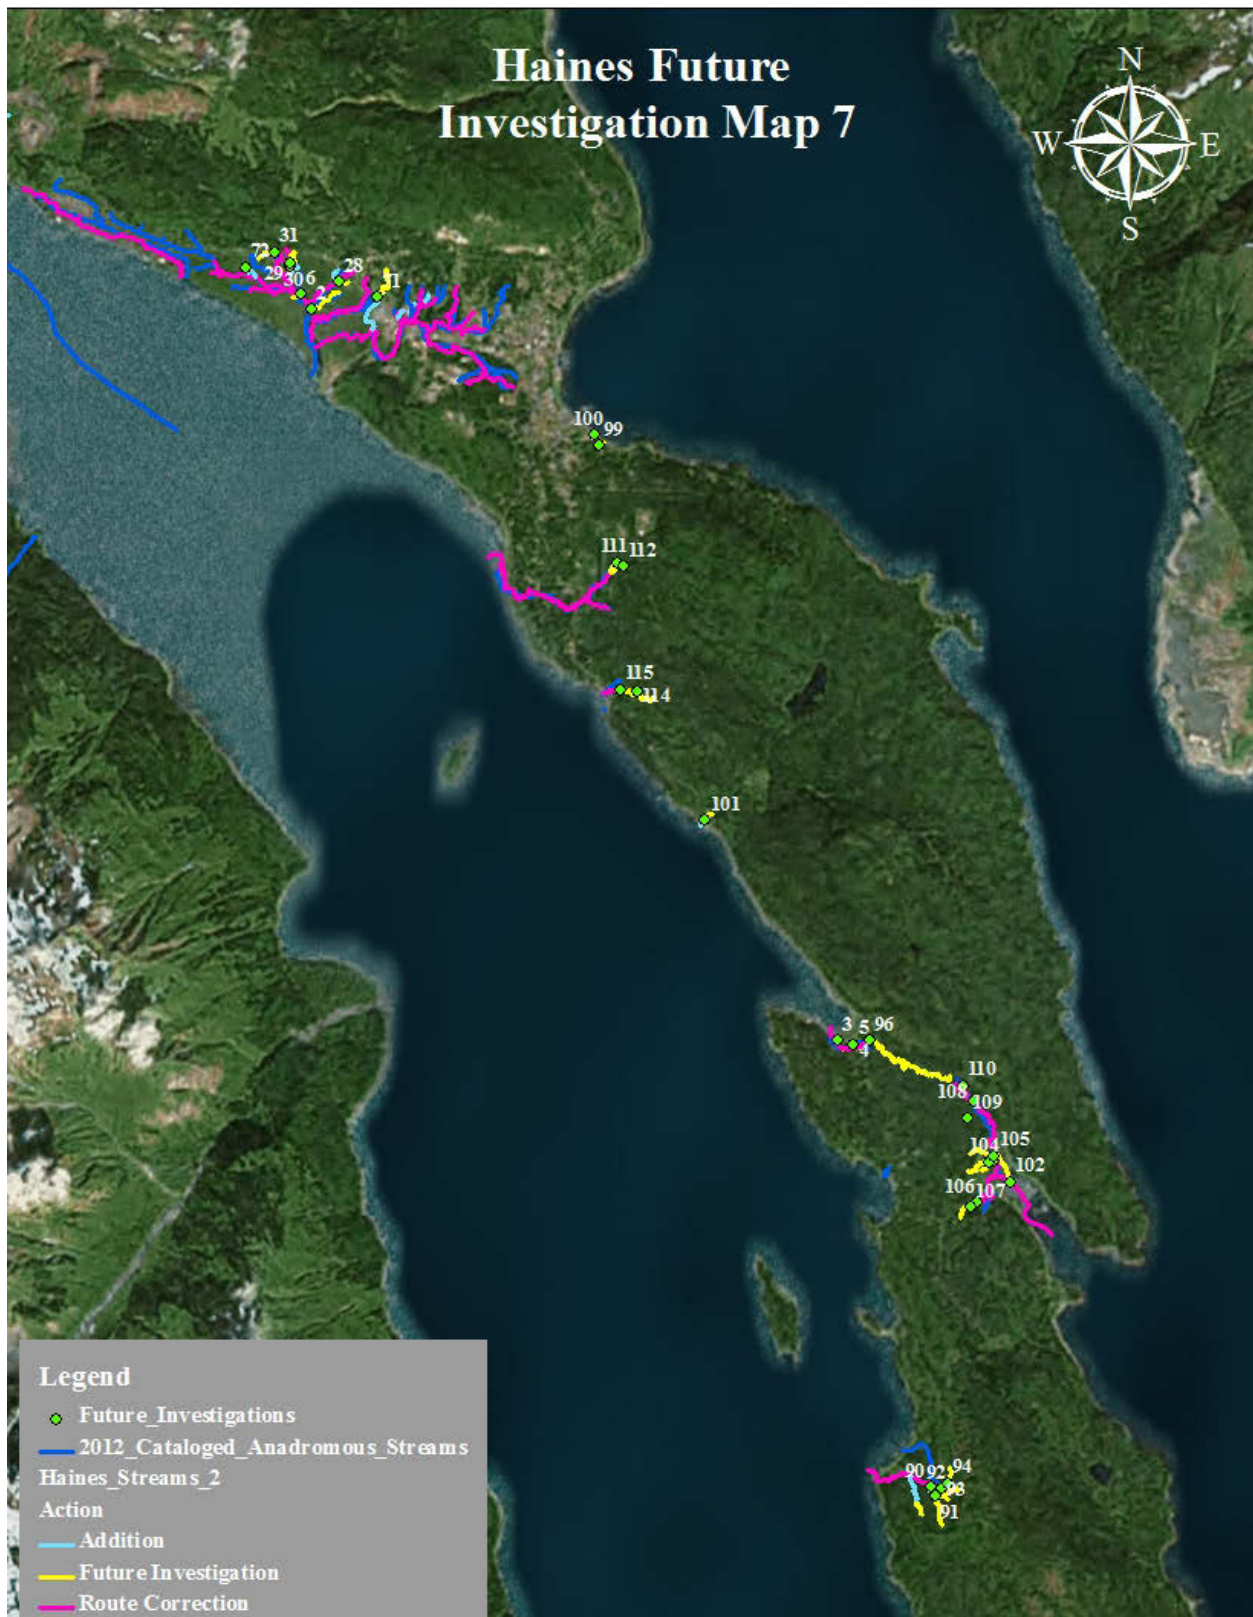 Haines Future
Investigation Map 7
N
W E
S
31
72
29
30 6
28
2
11
100
99
111 112
115
114
101
3 5 96
4
110
108
109
105
104
102
106 107
94
90 92
93
91
Legend
Future_Investigations
2012_Cataloged_Anadromous_Streams
Haines_Streams_2
Action
Addition
Future Investigation
Route Correction